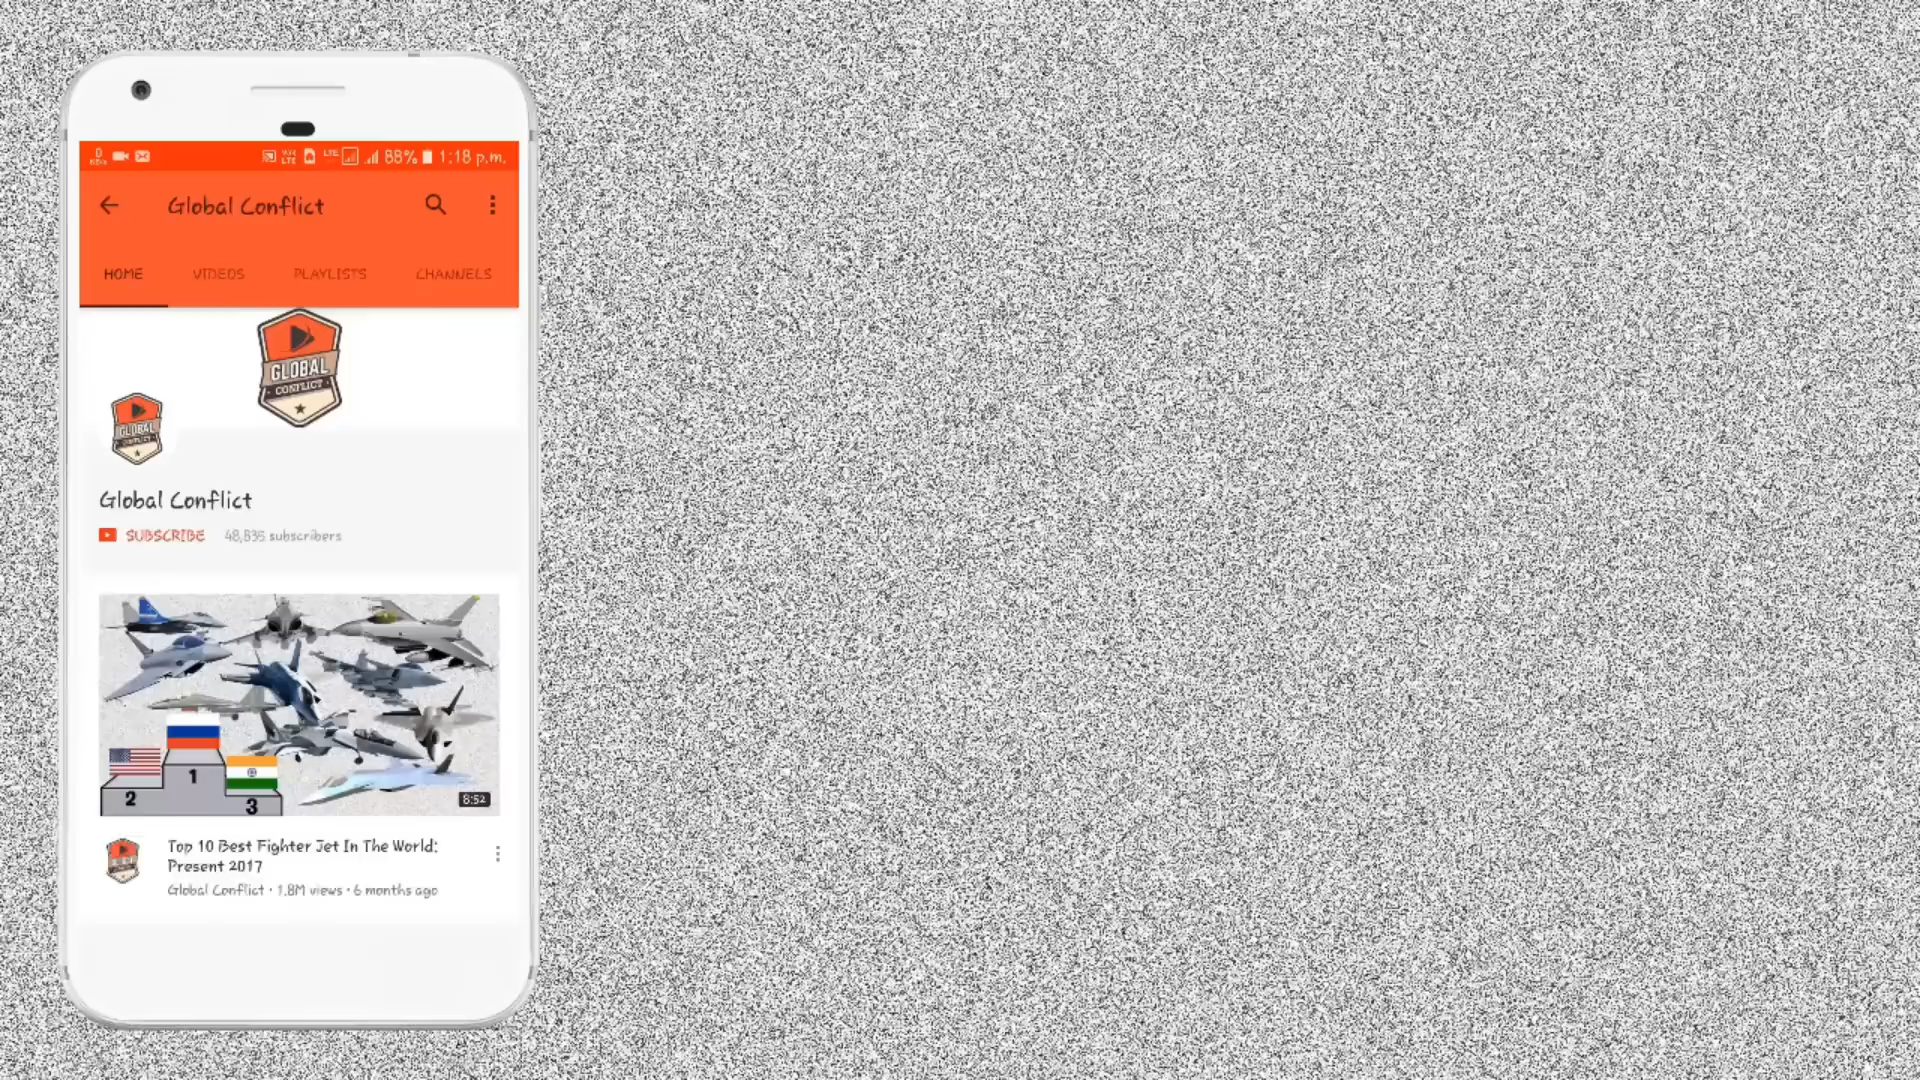 88% 1:18 p.m.
Global Conflict
HOME VIDEOS PLAYLISTS CHANNELS
GLOBAL
CONFLICT
GLOBAL
CONFLICT
Global Conflict
SUBSCRIBE 48,835 subscribers
1
2
3
8:52
Top 10 Best Fighter Jet In The World:
Present 2017
Global Conflict • 1.8M views • 6 months ago